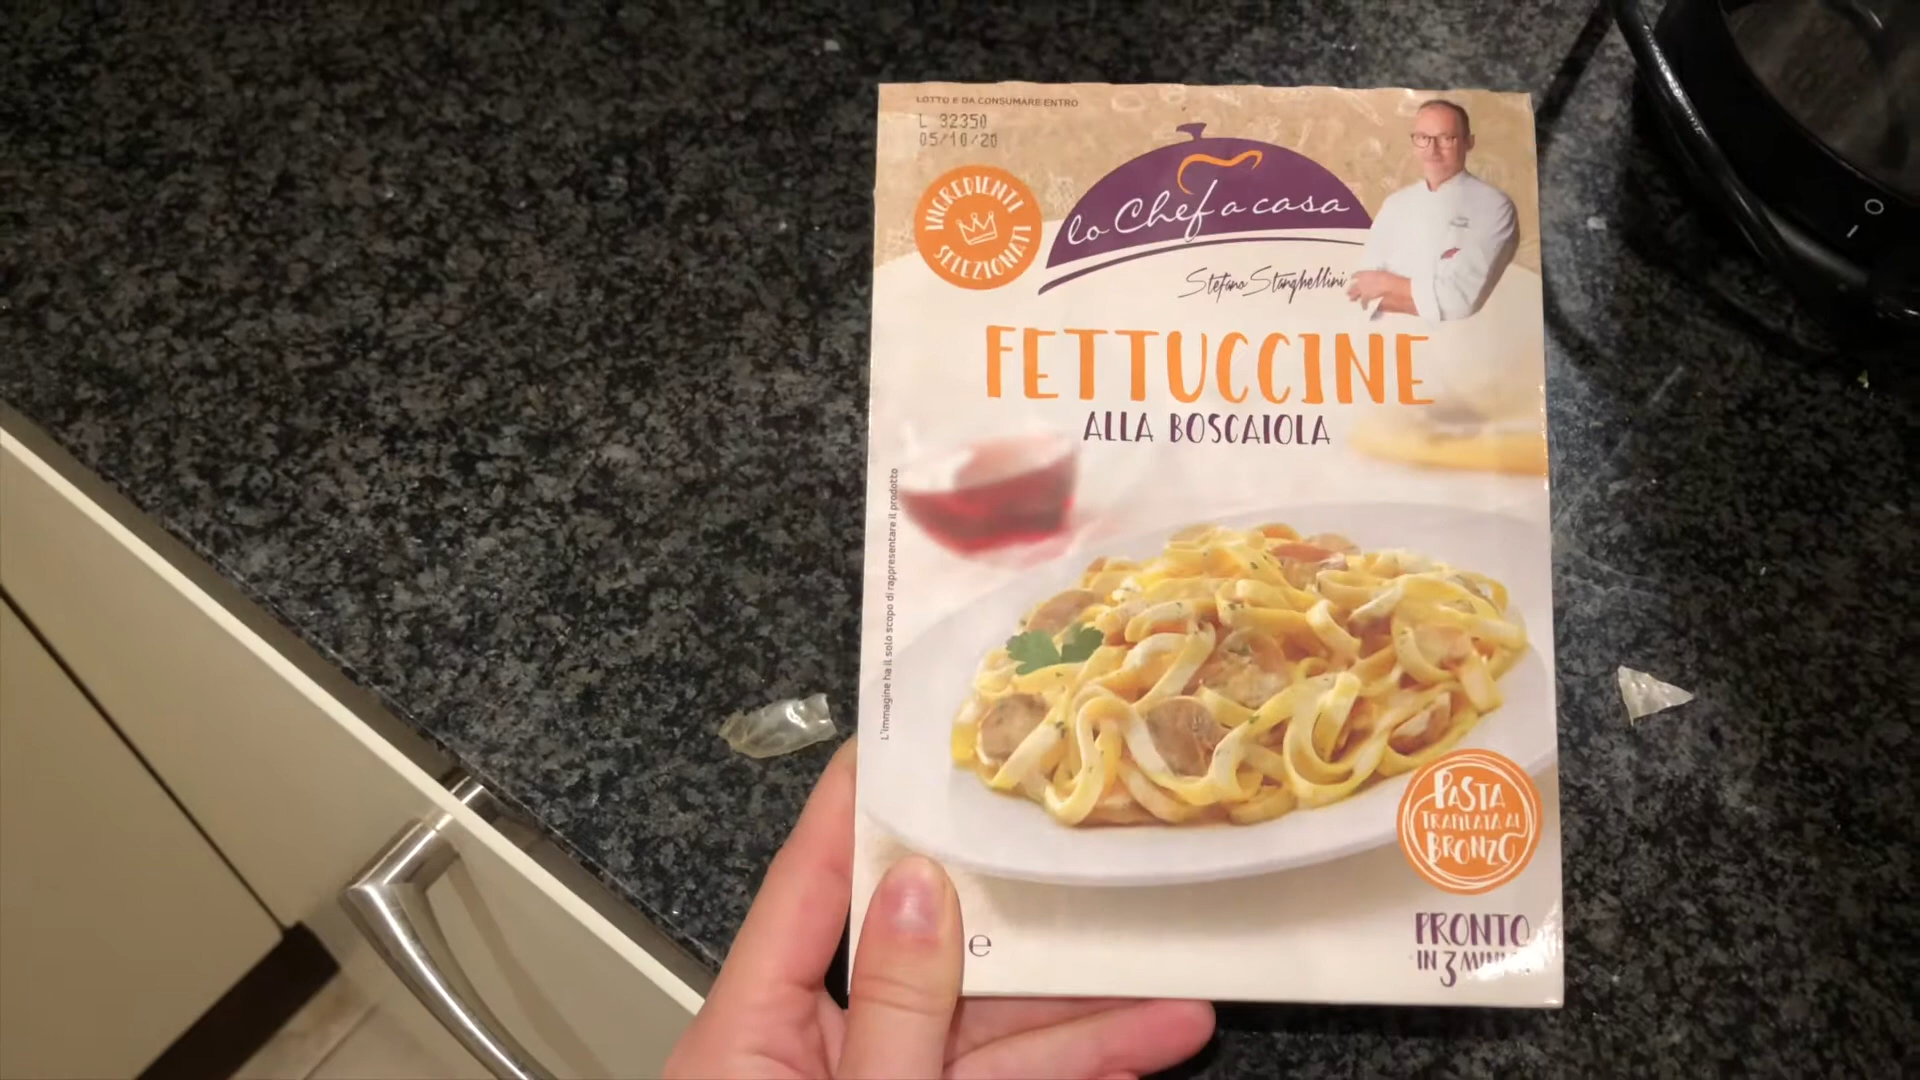 LOTTO E DA CONSUMARE ENTRO
L 32350
05/10/20
INGREDIENTI
SELEZIONATI
lo Chef a casa
Stefano Stanghellini
FETTUCCINE
ALLA BOSCAIOLA
L'immagine ha il solo scopo di rappresentare il prodotto
PASTA
TRAFILATA AL
BRONZO
e
PRONTO
IN 3 MINUTI